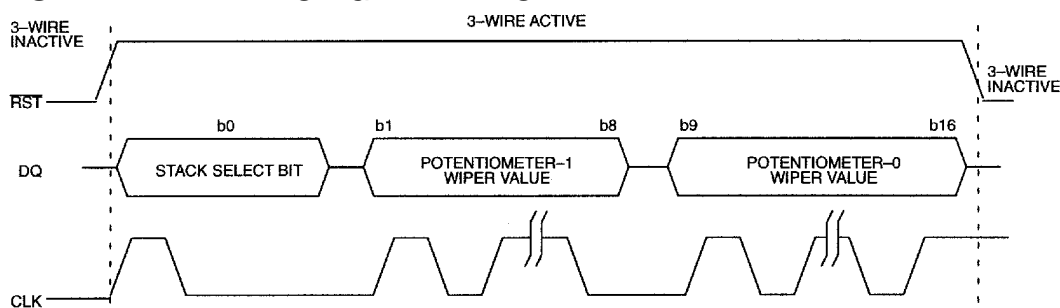 3–WIRE ACTIVE
3–WIRE
INACTIVE
3–WIRE
INACTIVE
RST
b0
b1
b8
b9
b16
DQ
STACK SELECT BIT
POTENTIOMETER–1
WIPER VALUE
POTENTIOMETER–0
WIPER VALUE
CLK